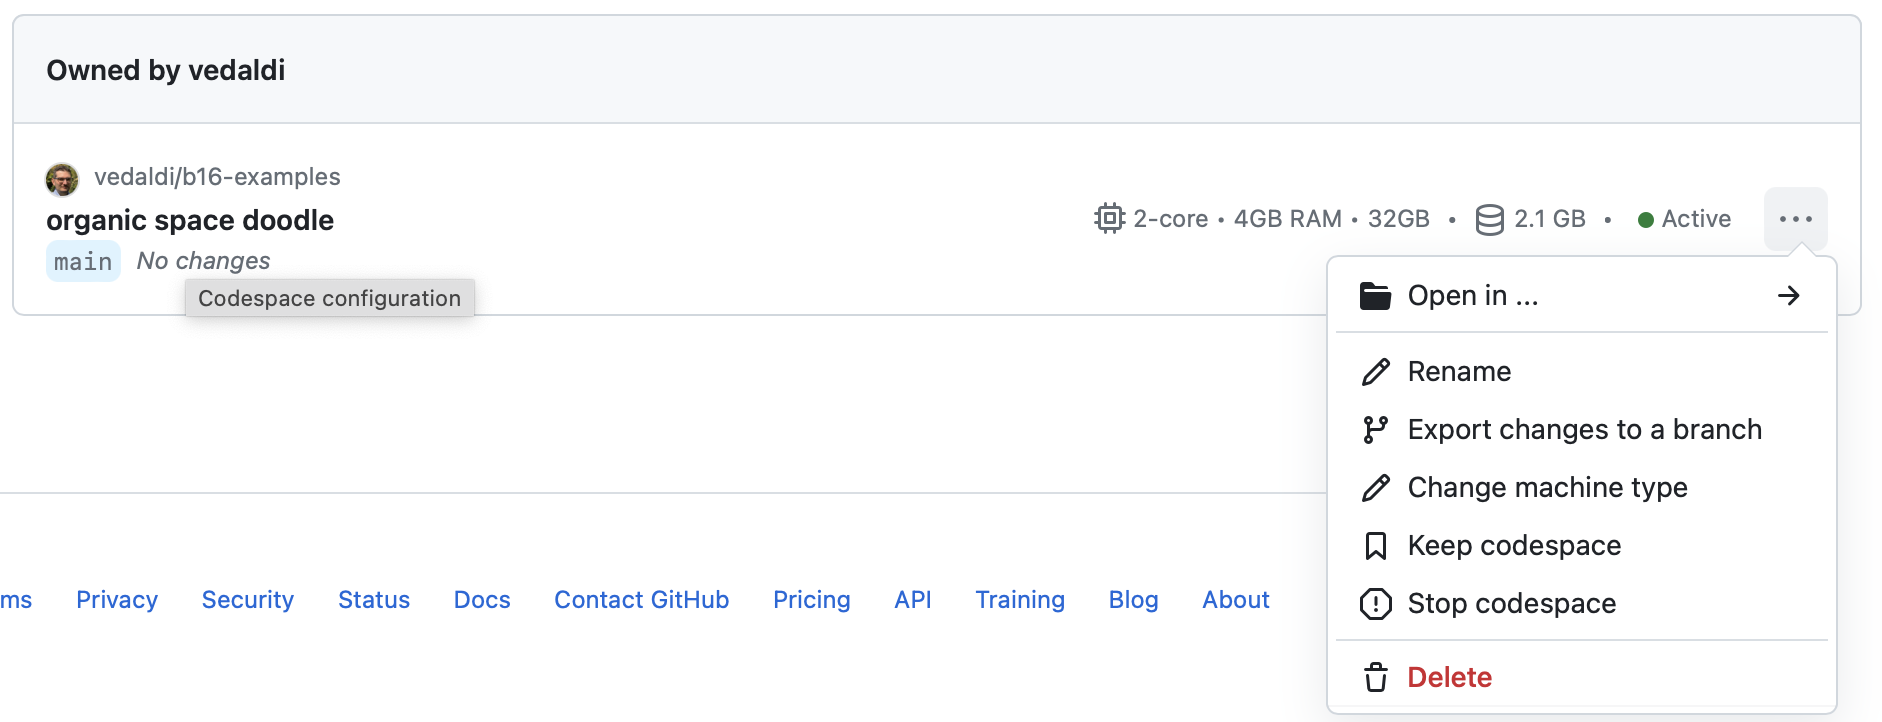 Owned by vedaldi
vedaldi/b16-examples
organic space doodle
2-core • 4GB RAM • 32GB • 2.1 GB • Active ···
main No changes
Codespace configuration
Open in ...
Rename
Export changes to a branch
Change machine type
Keep codespace
Stop codespace
Delete
ms Privacy Security Status Docs Contact GitHub Pricing API Training Blog About